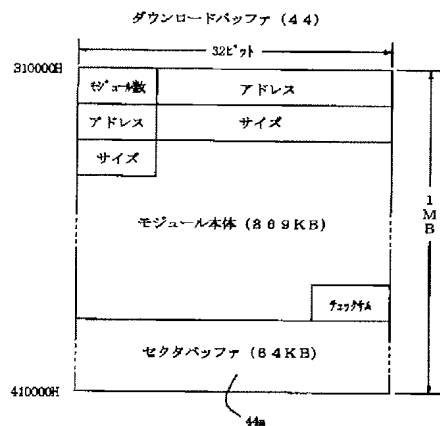 ダウンロードバッファ（４４）
32ビット
310000H
モジュール数 アドレス
アドレス サイズ
サイズ
モジュール本体（８６９ＫＢ）
１ＭＢ
チェックサム
セクタバッファ（６４ＫＢ）
410000H
44a